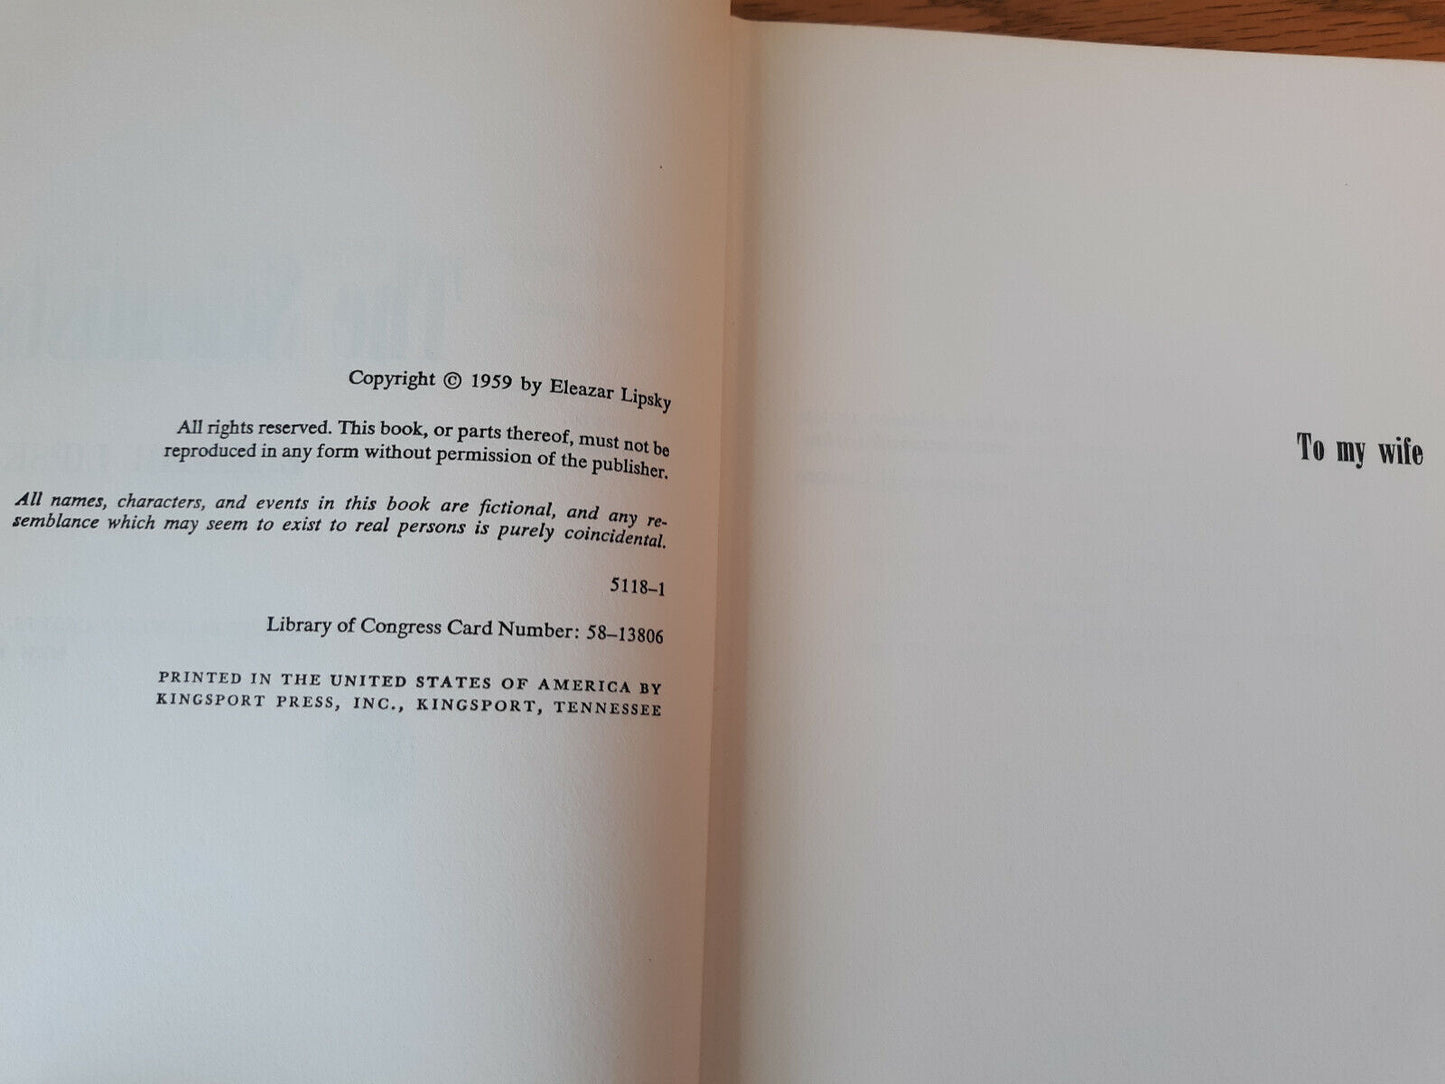 Copyright © 1959 by Eleazar Lipsky
All rights reserved. This book, or parts thereof, must not be
reproduced in any form without permission of the publisher.
All names, characters, and events in this book are fictional, and any re-
semblance which may seem to exist to real persons is purely coincidental.
5118–1
Library of Congress Card Number: 58–13806
PRINTED IN THE UNITED STATES OF AMERICA BY
KINGSPORT PRESS, INC., KINGSPORT, TENNESSEE
To my wife